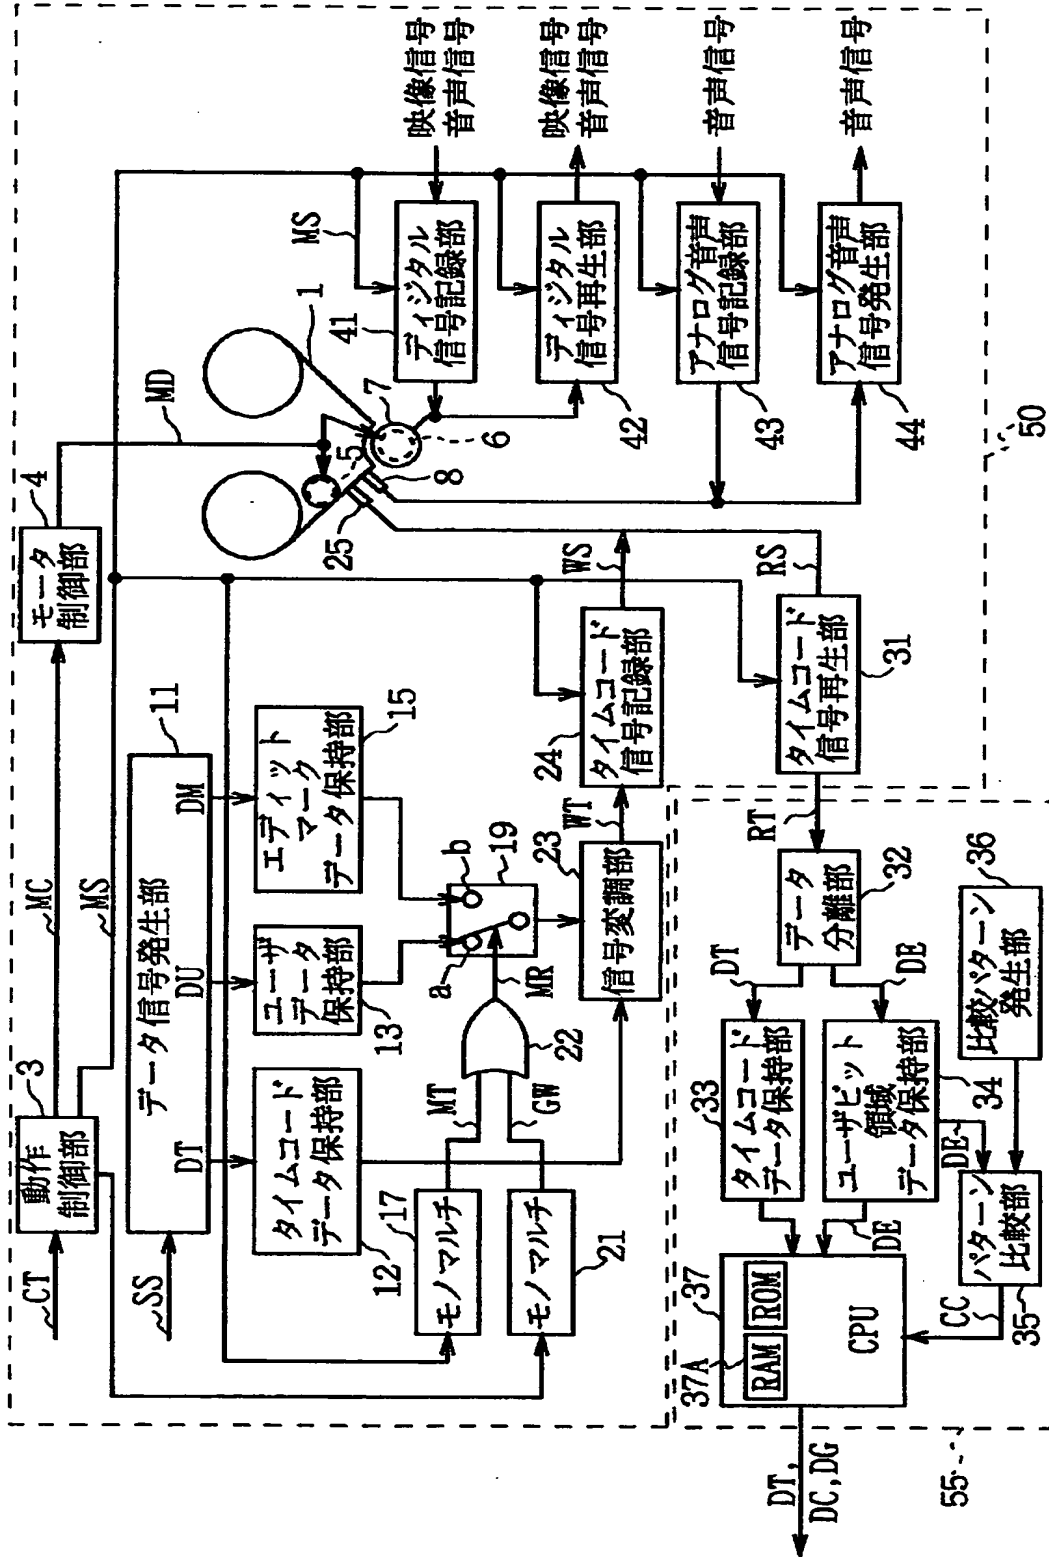 CT
動作
制御部
3
MC
MS
モータ
制御部
4
MD
SS
データ信号発生部
11
DT
DU
DM
タイムコード
データ保持部
12
ユーザ
データ
保持部
13
エディット
マーク
データ保持部
15
モノマルチ
17
モノマルチ
21
MT
GW
22
MR
a
b
19
信号変調部
23
WT
タイムコード
信号記録部
24
WS
RS
タイムコード
信号再生部
31
25
5
8
7
6
1
MS
ディジタル
信号記録部
41
映像信号
音声信号
ディジタル
信号再生部
42
映像信号
音声信号
アナログ音声
信号記録部
43
音声信号
アナログ音声
信号発生部
44
音声信号
50
RT
データ
分離部
32
DT
DE
タイムコード
データ保持部
33
ユーザビット
領域
データ保持部
34
DE
DE
比較パターン
発生部
36
パターン
比較部
35
CC
37
37A
RAM
ROM
CPU
DT,
DC,DG
55